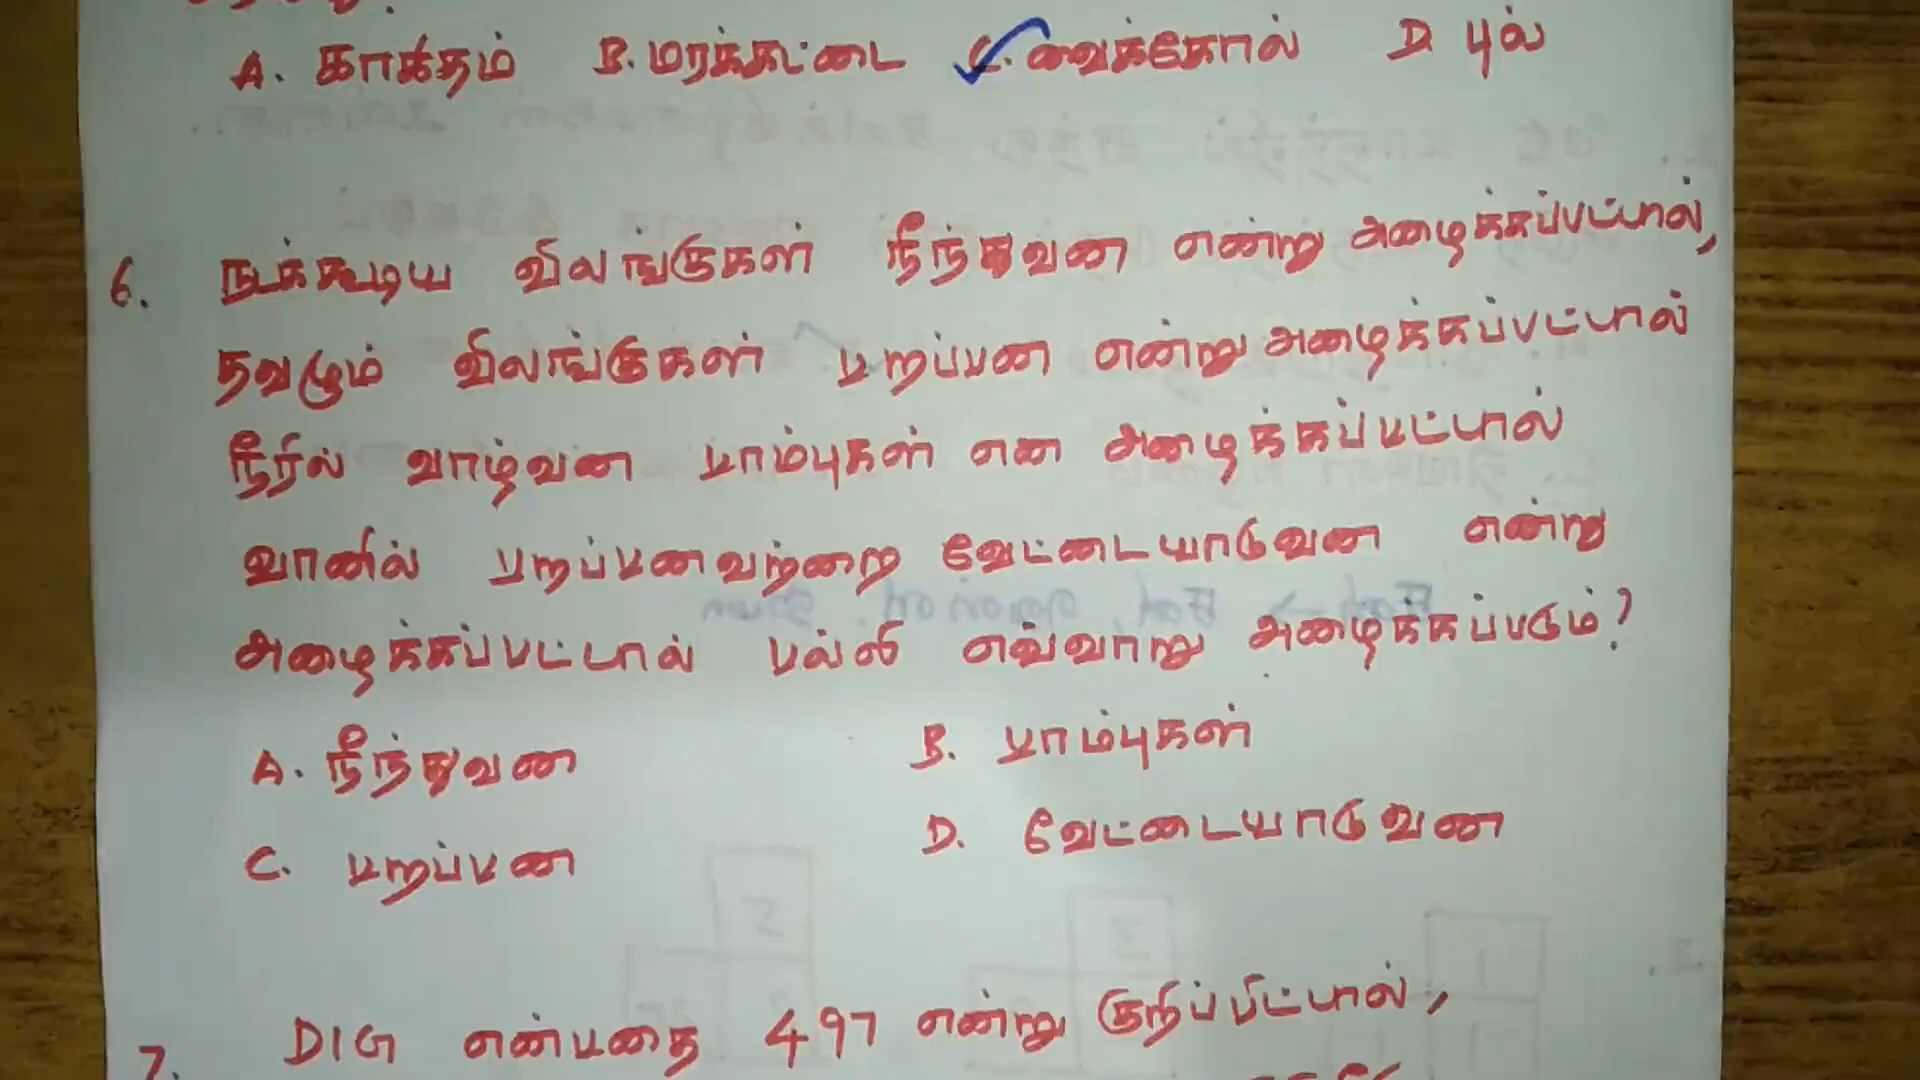 A. காகிதம் B. மரக்கட்டை C. வைக்கோல் D புல்
6. நடக்கூடிய விலங்குகள் நீந்துவன என்று அழைக்கப்பட்டால்,
தவழும் விலங்குகள் பறப்பன என்று அழைக்கப்பட்டால்
நீரில் வாழ்வன பாம்புகள் என அழைக்கப்பட்டால்
வானில் பறப்பனவற்றை வேட்டையாடுவன என்று
அழைக்கப்பட்டால் பல்லி எவ்வாறு அழைக்கப்படும்?
A. நீந்துவன B. பாம்புகள்
C. பறப்பன D. வேட்டையாடுவன
7. DIG என்பதை 497 என்று குறிப்பிட்டால்,